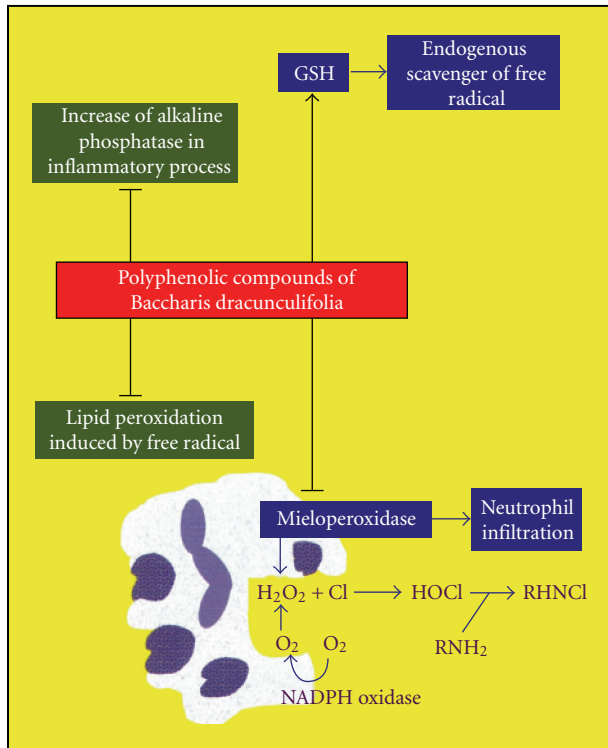 GSH
Endogenous
scavenger of free
radical
Increase of alkaline
phosphatase in
inflammatory process
Polyphenolic compounds of
Baccharis dracunculifolia
Lipid peroxidation
induced by free radical
Mieloperoxidase
Neutrophil
infiltration
H₂O₂ + Cl
HOCl
RHNCl
O₂
O₂
RNH₂
NADPH oxidase